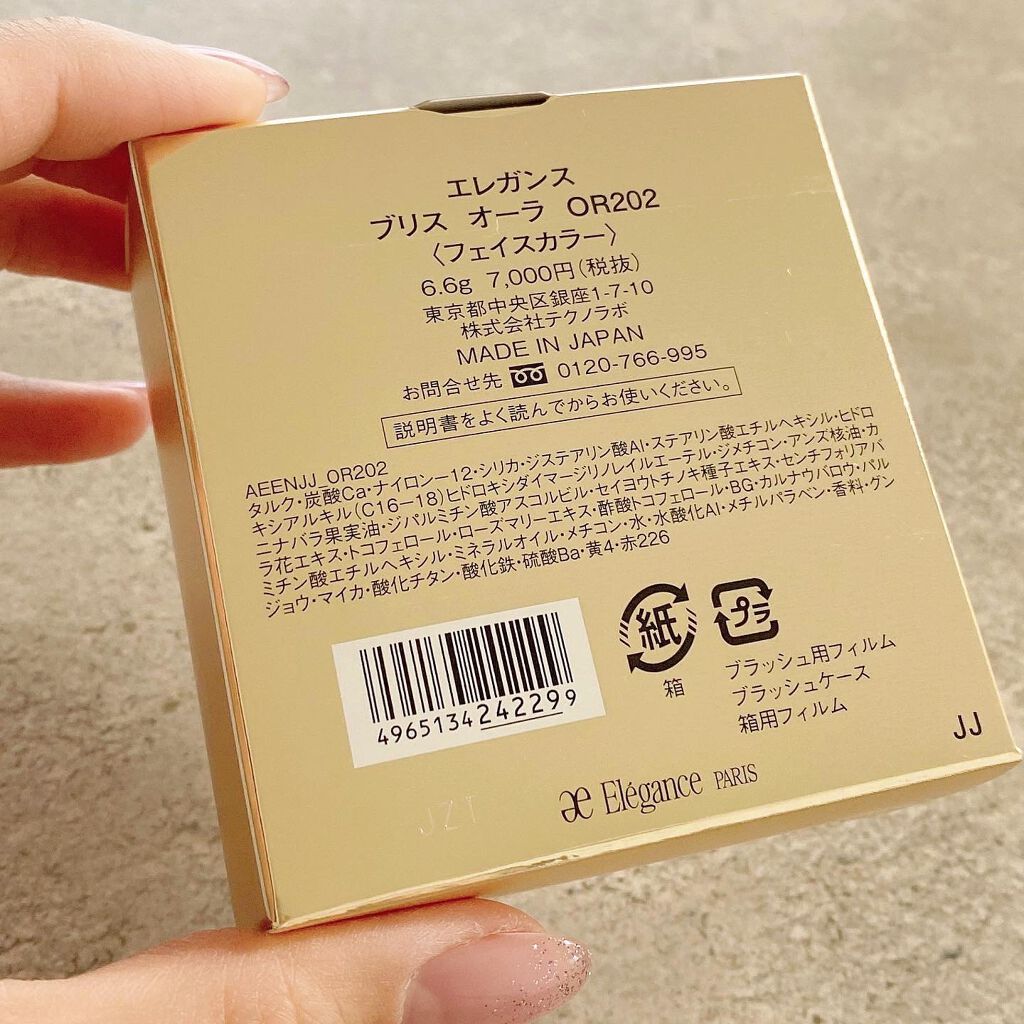 エレガンス
ブリス オーラ OR202
〈フェイスカラー〉
6.6g 7,000円(税抜)
東京都中央区銀座1-7-10
株式会社テクノラボ
MADE IN JAPAN
お問合せ先 0120-766-995
説明書をよく読んでからお使いください。
AEENJJ_OR202
タルク・炭酸Ca・ナイロン-12・シリカ・ジステアリン酸Al・ステアリン酸エチルヘキシル・ヒドロ
キシアルキル(C16-18)ヒドロキシダイマージリノレイルエーテル・ジメチコン・アンズ核油・カ
ニナバラ果実油・ジパルミチン酸アスコルビル・セイヨウトチノキ種子エキス・センチフォリアバ
ラ花エキス・トコフェロール・ローズマリーエキス・酢酸トコフェロール・BG・カルナウバロウ・パル
ミチン酸エチルヘキシル・ミネラルオイル・メチコン・水・水酸化Al・メチルパラベン・香料・グン
ジョウ・マイカ・酸化チタン・酸化鉄・硫酸Ba・黄4・赤226
4965134242299
紙
箱
プラ
ブラッシュ用フィルム
ブラッシュケース
箱用フィルム
JJ
JZT
æ Elégance PARIS